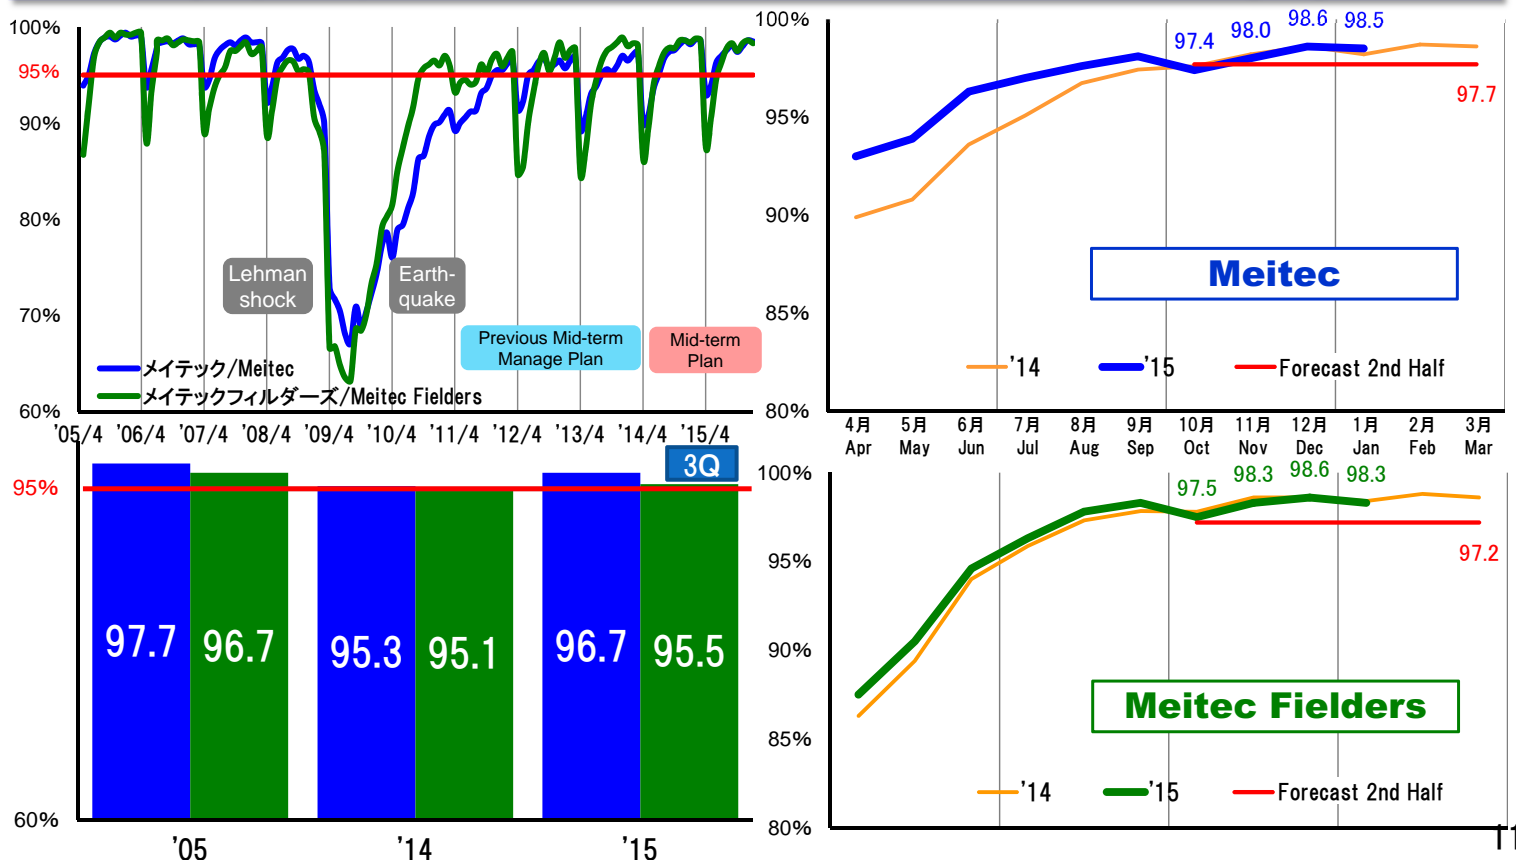 100%
95%
90%
80%
70%
60%
Lehman
shock
Earth-
quake
Previous Mid-term
Manage Plan
Mid-term
Plan
メイテック/Meitec
メイテックフィルダーズ/Meitec Fielders
'05/4 '06/4 '07/4 '08/4 '09/4 '10/4 '11/4 '12/4 '13/4 '14/4 '15/4
100%
95%
90%
85%
80%
97.4
98.0
98.6
98.5
97.7
Meitec
'14 '15 Forecast 2nd Half
4月 5月 6月 7月 8月 9月 10月 11月 12月 1月 2月 3月
Apr May Jun Jul Aug Sep Oct Nov Dec Jan Feb Mar
3Q
95%
60%
97.7 96.7 95.3 95.1 96.7 95.5
'05 '14 '15
100%
95%
90%
85%
80%
97.5
98.3
98.6
98.3
97.2
Meitec Fielders
'14 '15 Forecast 2nd Half